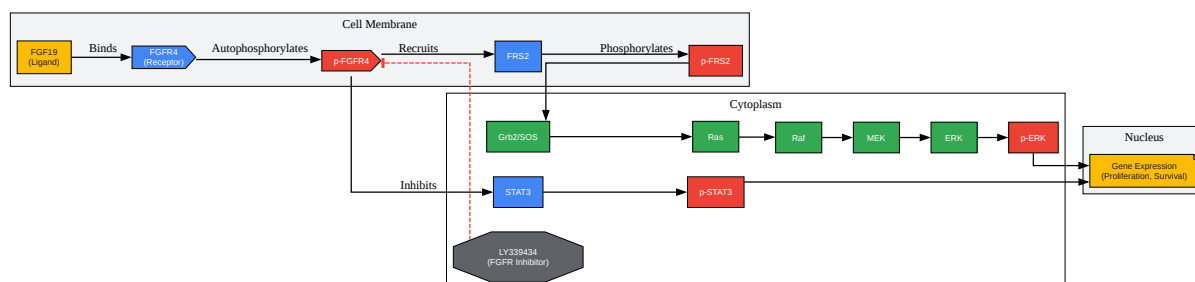 Cell Membrane
FGF19
(Ligand)
Binds
FGFR4
(Receptor)
Autophosphorylates
p-FGFR4
Recruits
FRS2
Phosphorylates
p-FRS2
Cytoplasm
Grb2/SOS
Ras
Raf
MEK
ERK
p-ERK
Nucleus
Gene Expression
(Proliferation, Survival)
Inhibits
STAT3
p-STAT3
LY339434
(FGFR Inhibitor)